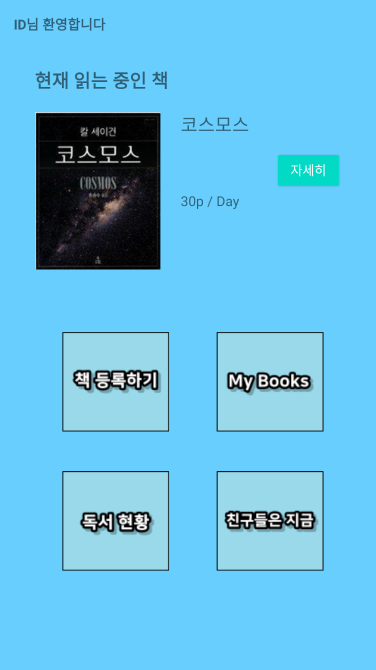 ID님 환영합니다
현재 읽는 중인 책
칼 세이건
코스모스
COSMOS
코스모스
자세히
30p / Day
책 등록하기
My Books
독서 현황
친구들은 지금